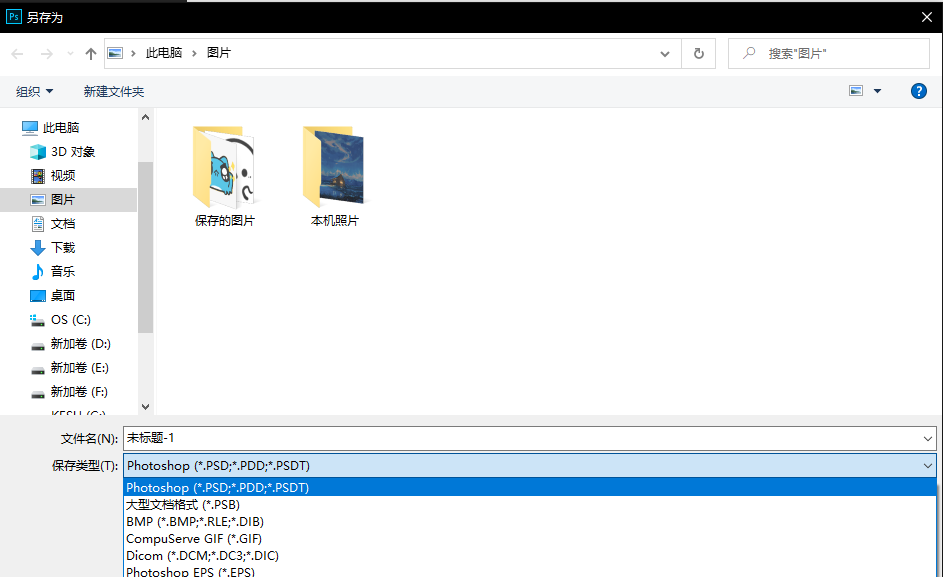 Ps 另存为
此电脑 图片 搜索"图片"
组织 新建文件夹
此电脑
3D 对象
视频
图片
文档
下载
音乐
桌面
OS (C:)
新加卷 (D:)
新加卷 (E:)
新加卷 (F:)
保存的图片 本机照片
文件名(N): 未标题-1
保存类型(T): Photoshop (*.PSD;*.PDD;*.PSDT)
Photoshop (*.PSD;*.PDD;*.PSDT)
大型文档格式 (*.PSB)
BMP (*.BMP;*.RLE;*.DIB)
CompuServe GIF (*.GIF)
Dicom (*.DCM;*.DC3;*.DIC)
Photoshop EPS (*.EPS)